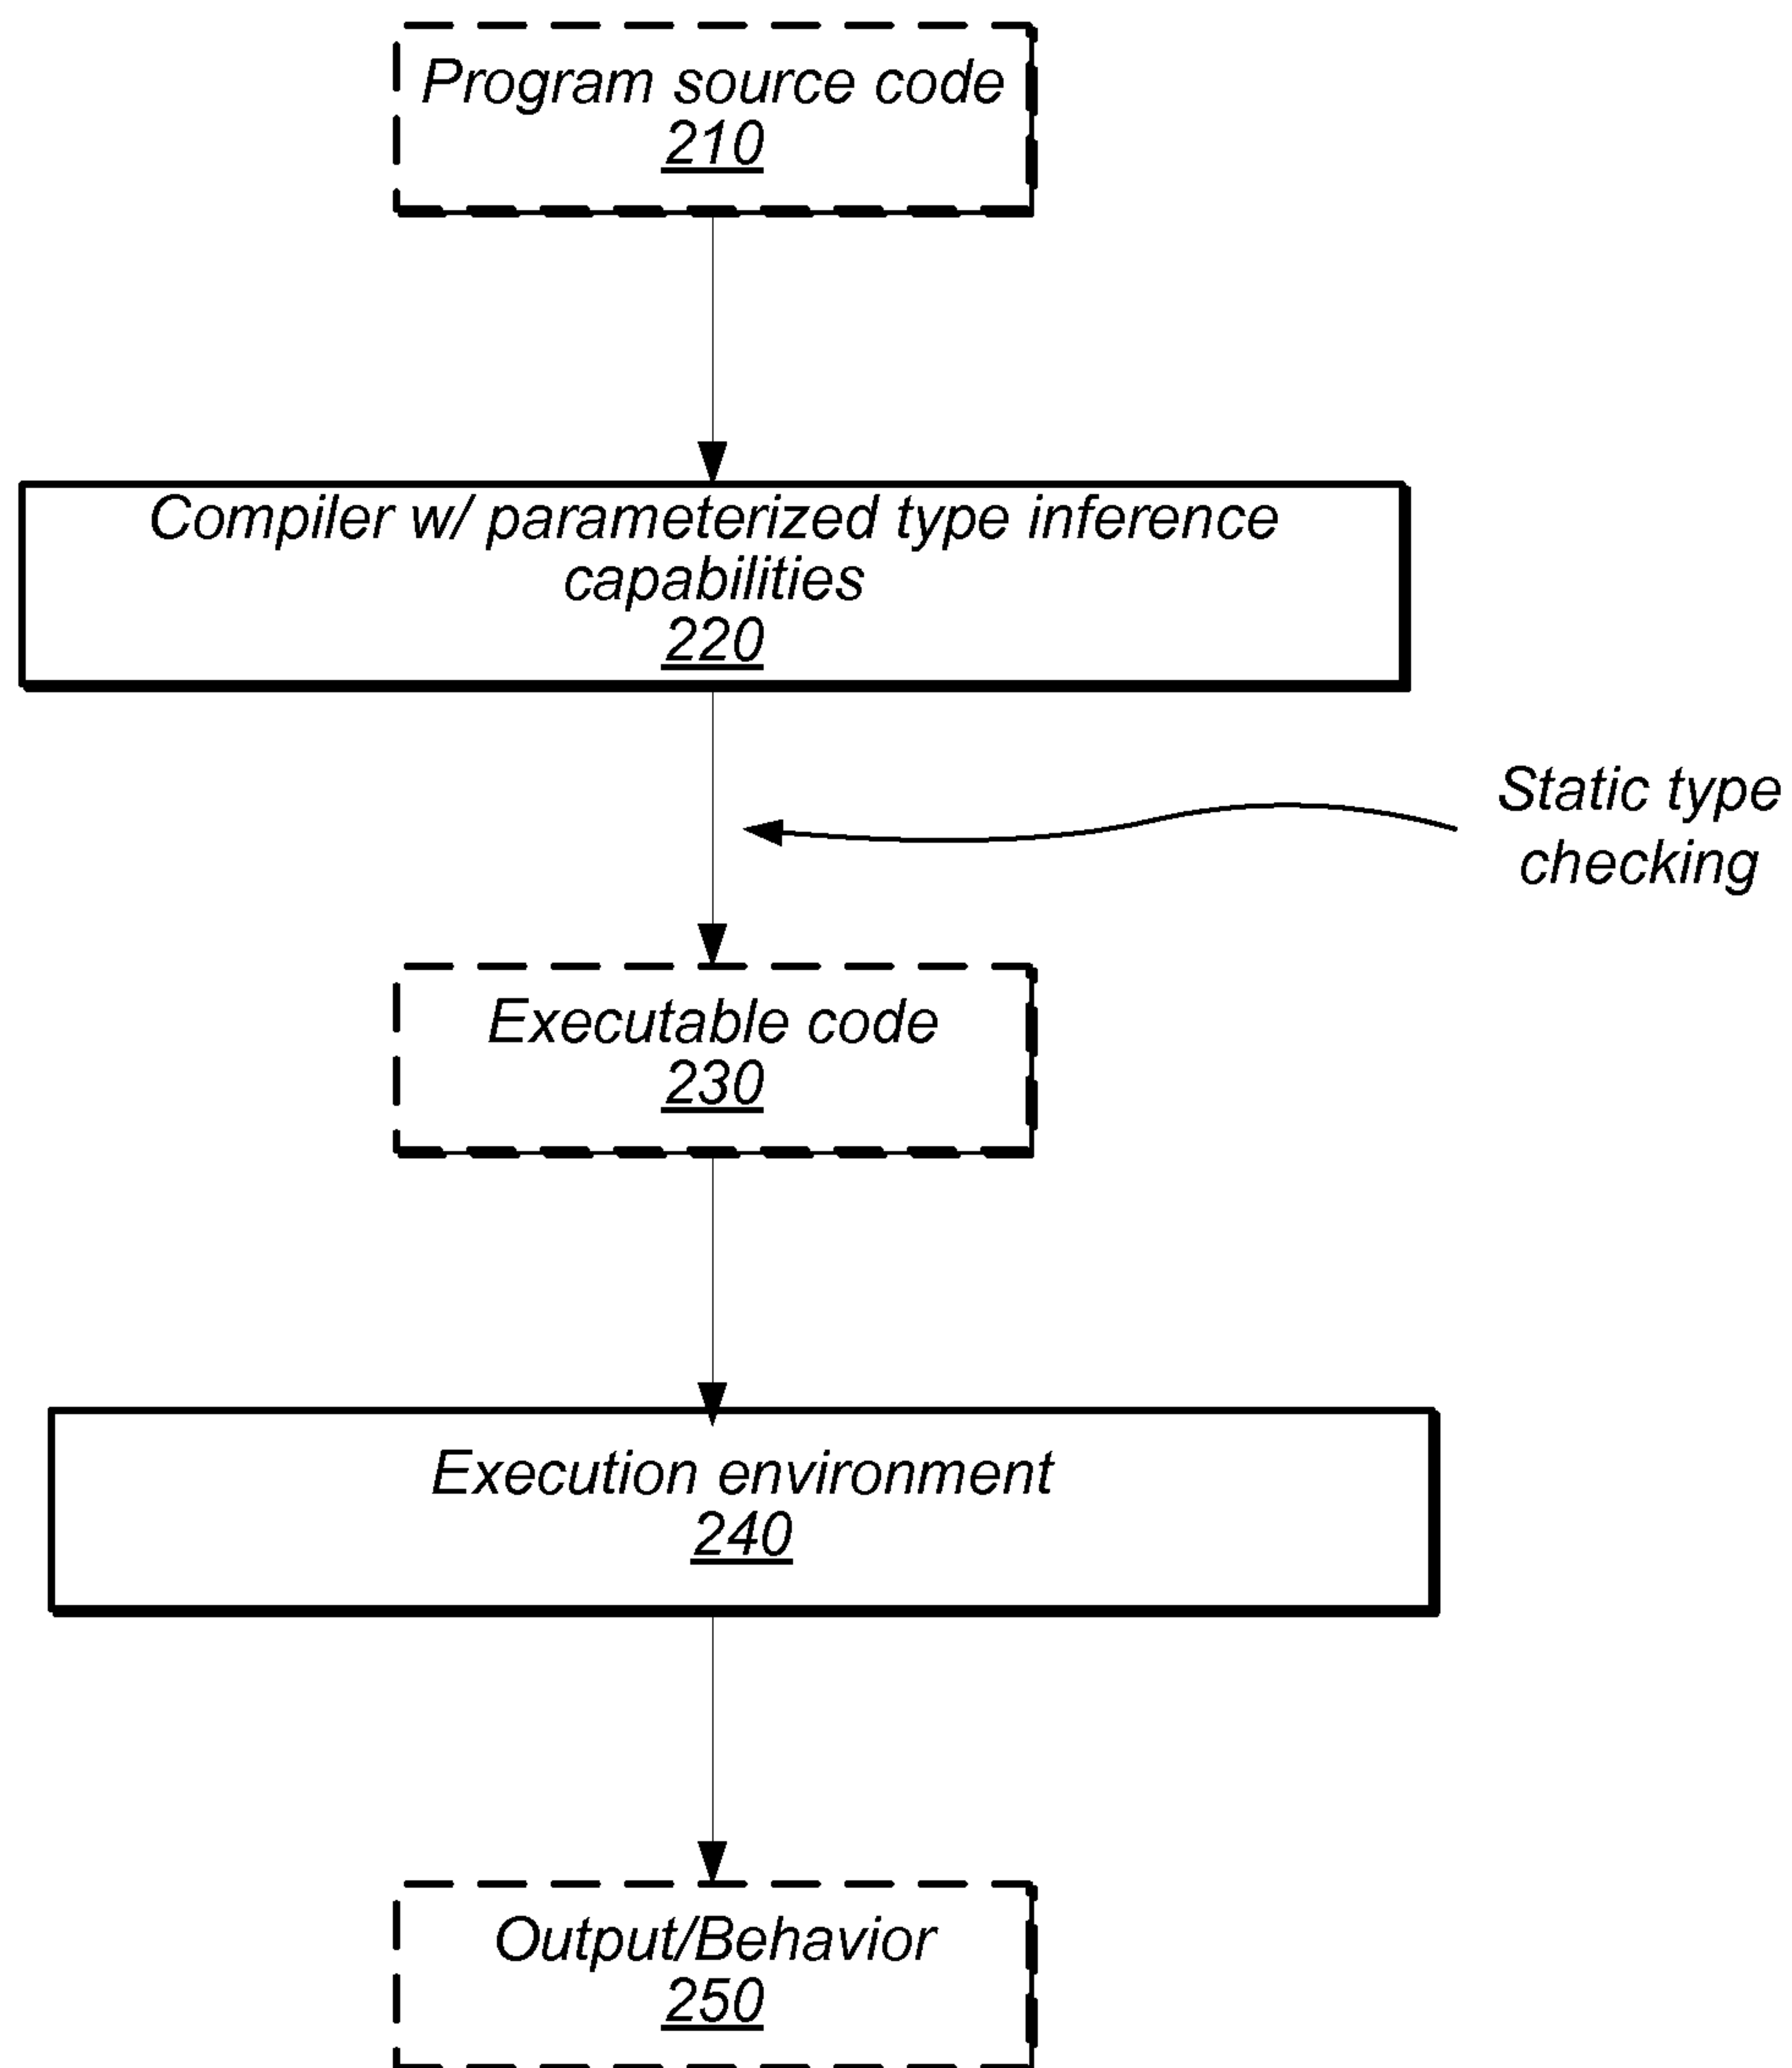 Program source code
210
Compiler w/ parameterized type inference
capabilities
220
Static type
checking
Executable code
230
Execution environment
240
Output/Behavior
250